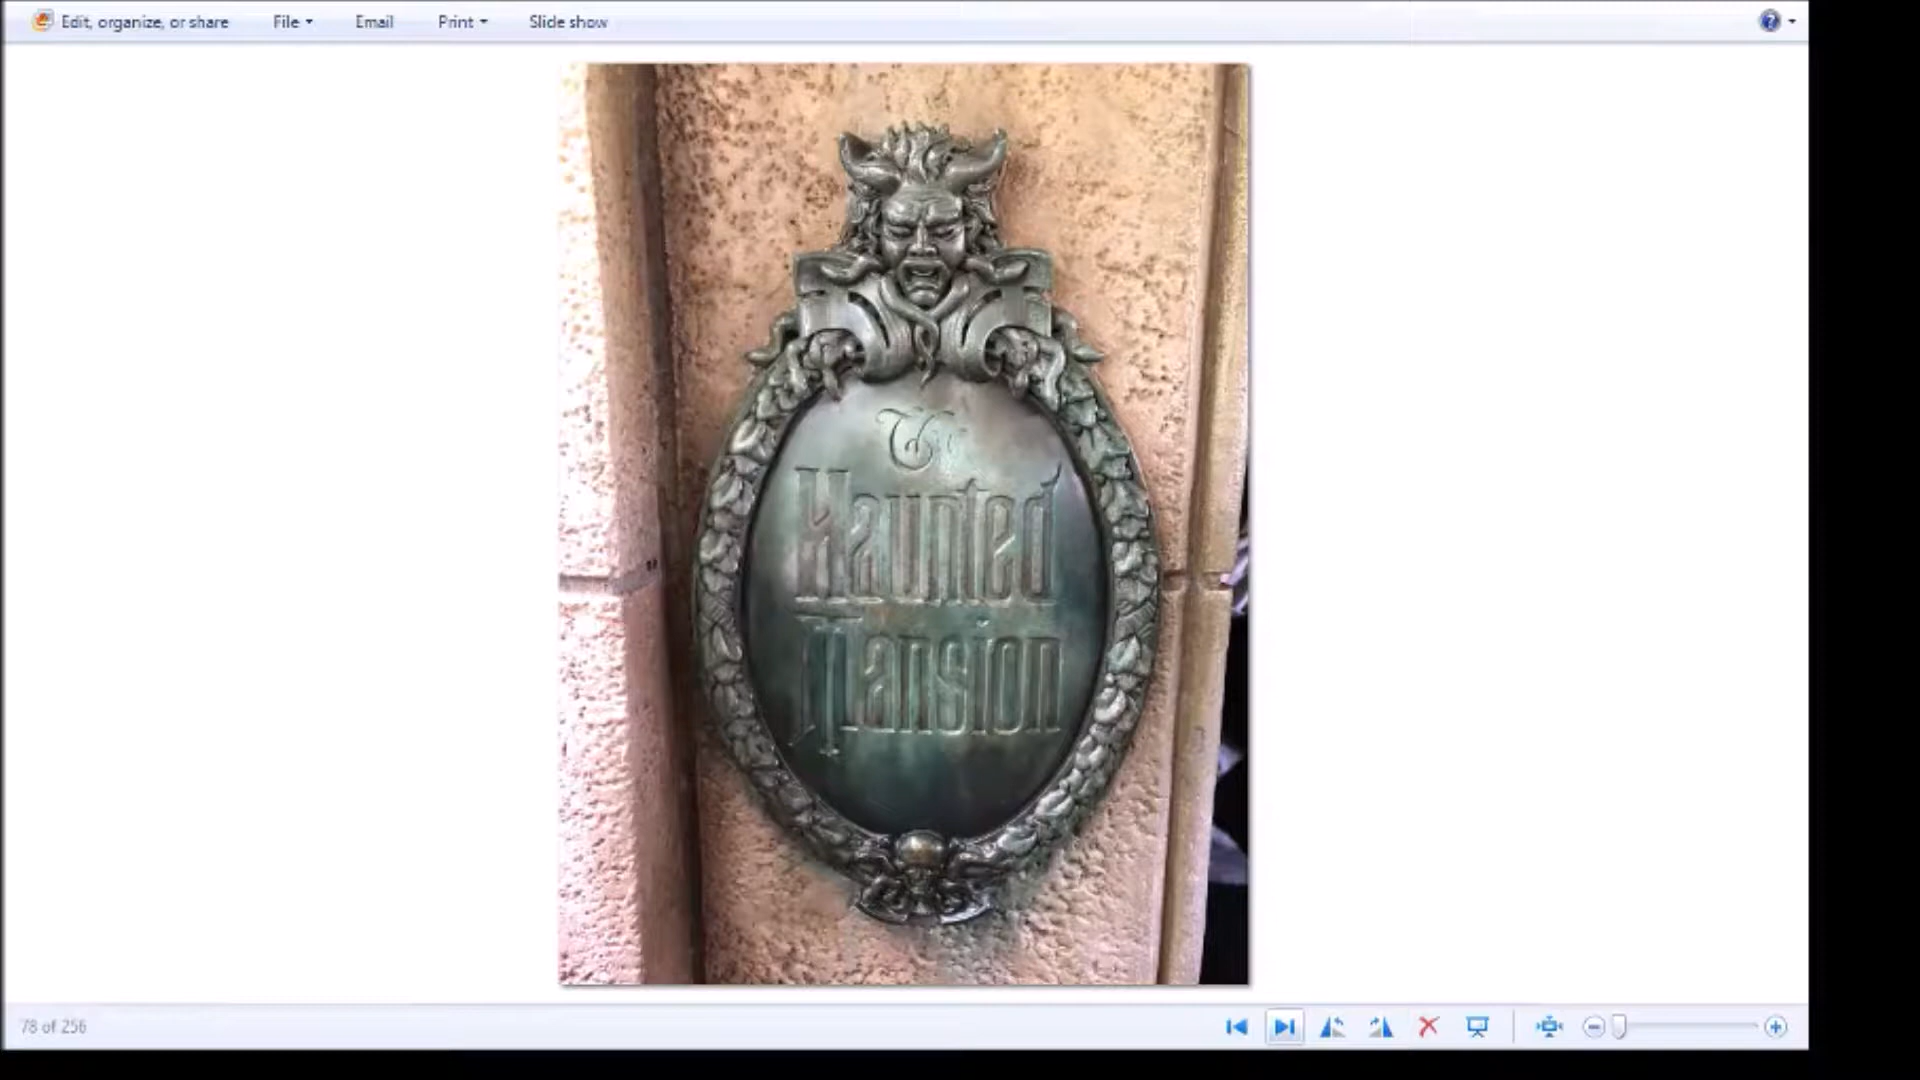 Edit, organize, or share File Email Print Slide show
The
Haunted
Mansion
78 of 256